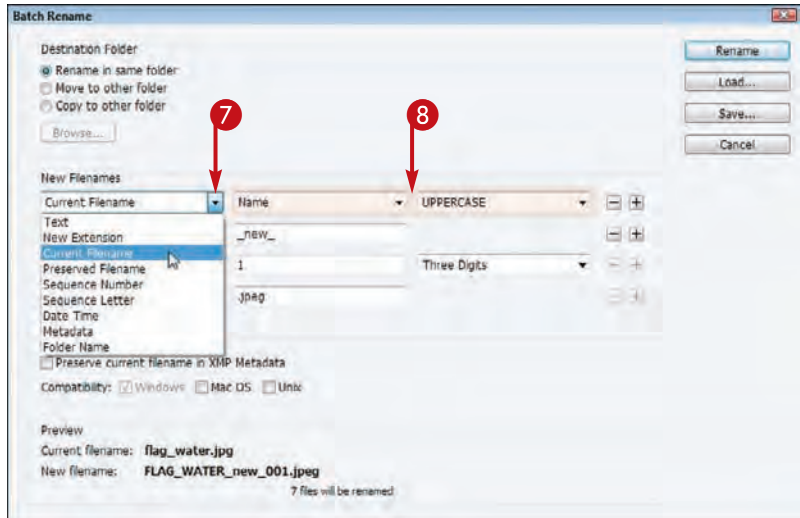 Batch Rename
Destination Folder
Rename in same folder
Move to other folder
Copy to other folder
Browse...
Rename
Load...
Save...
Cancel
7
8
New Filenames
Current Filename Name UPPERCASE
Text
New Extension _new_
Current Filename
Preserved Filename 1 Three Digits
Sequence Number
Sequence Letter .jpeg
Date Time
Metadata
Folder Name
Preserve current filename in XMP Metadata
Compatibility: Windows Mac OS Unix
Preview
Current filename: flag_water.jpg
New filename: FLAG_WATER_new_001.jpeg
7 files will be renamed